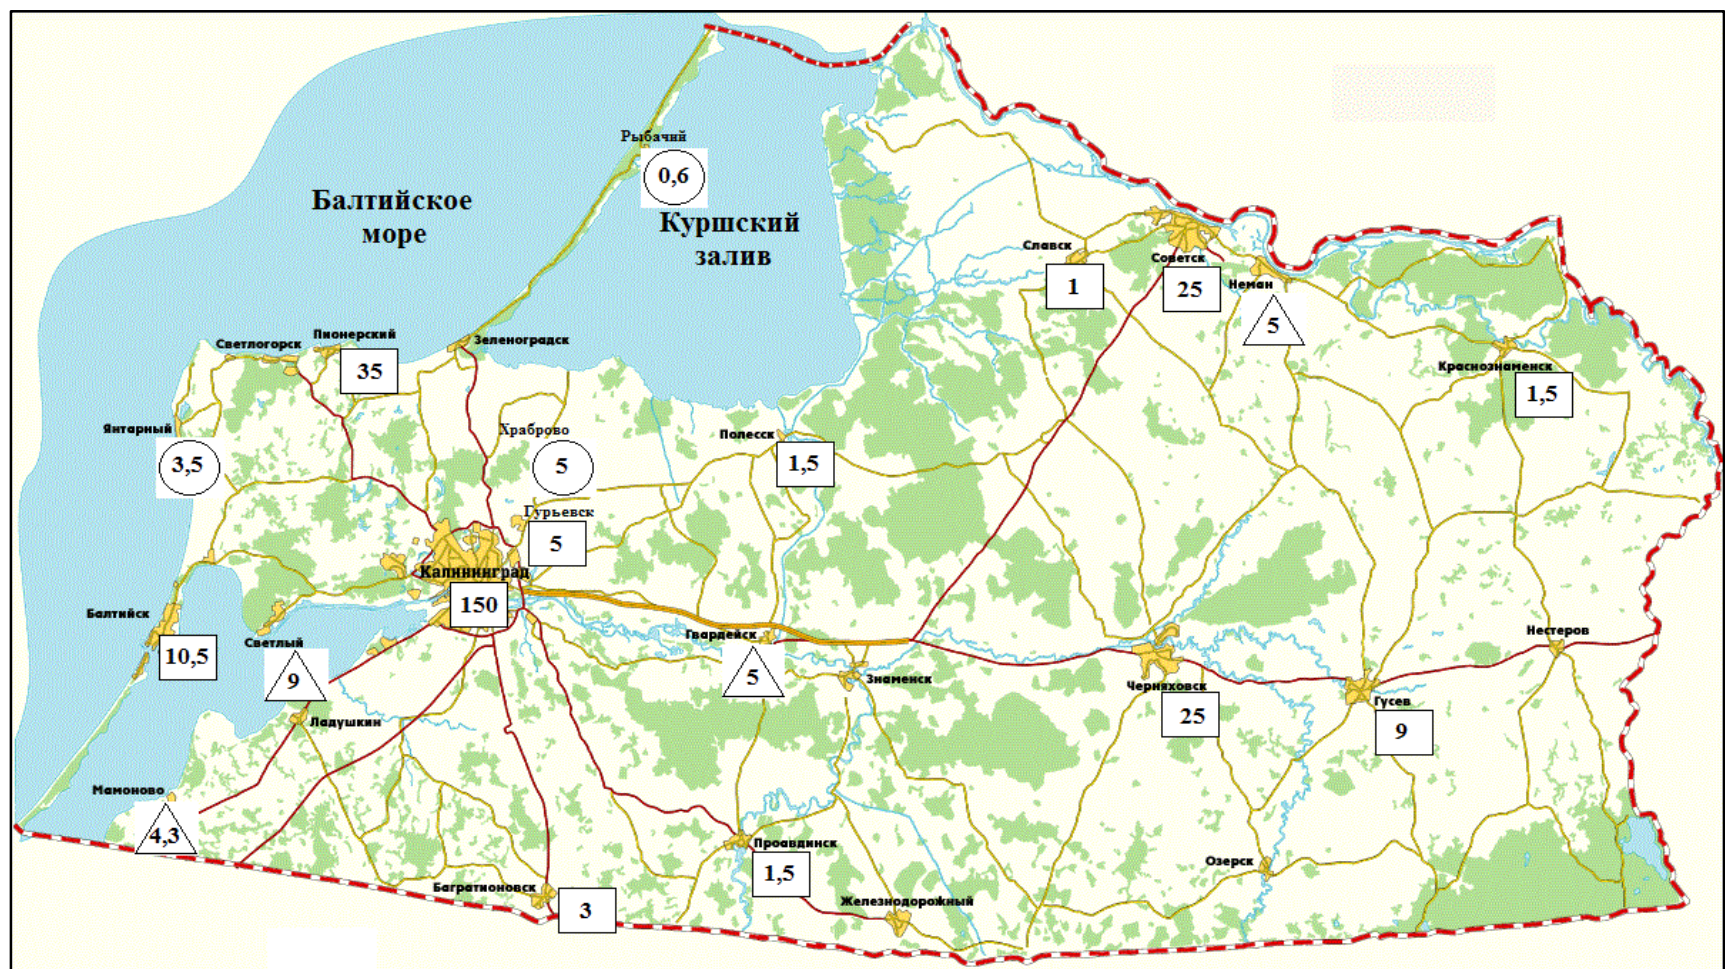 Рыбачий
0,6
Балтийское
море
Куршский
залив
Славск
1
Советск
25
Неман
5
Светлогорск
Пионерский
35
Зеленоградск
Краснознаменск
1,5
Янтарный
3,5
Храброво
5
Полесск
1,5
Гурьевск
5
Калининград
150
Балтийск
10,5
Светлый
9
Гвардейск
5
Знаменск
Нестеров
Черняховск
25
Гусев
9
Ладушкин
Мамоново
4,3
Проавдинск
1,5
Озерск
Багратионовск
3
Железнодорожный